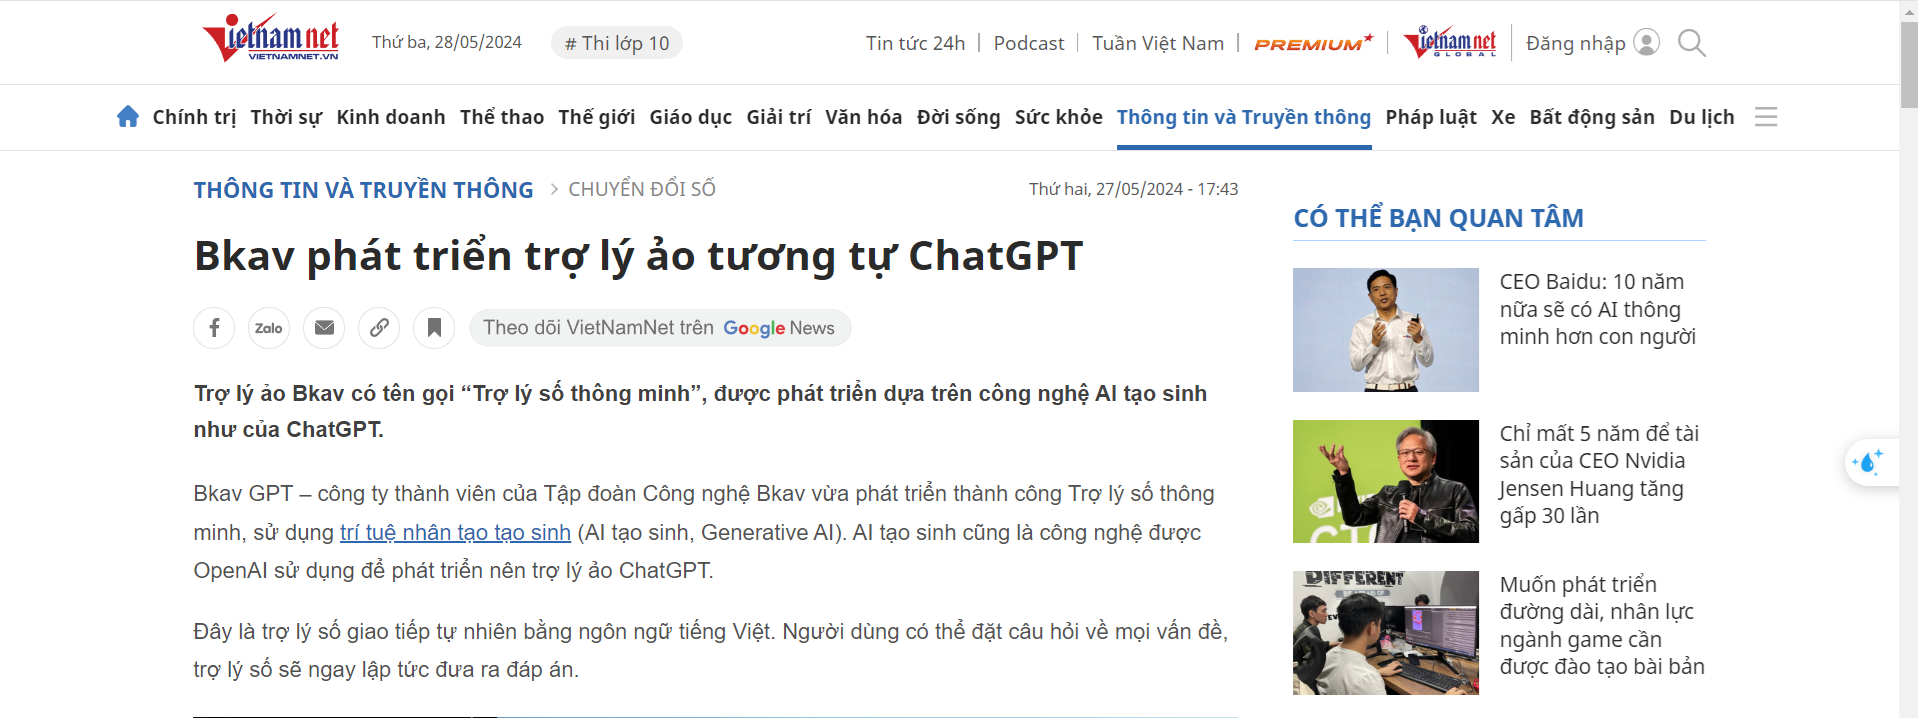 Vietnamnet
VIETNAMNET.VN
Thứ ba, 28/05/2024
# Thi lớp 10
Tin tức 24h
Podcast
Tuần Việt Nam
PREMIUM
Vietnamnet
GLOBAL
Đăng nhập
Chính trị Thời sự Kinh doanh Thể thao Thế giới Giáo dục Giải trí Văn hóa Đời sống Sức khỏe Thông tin và Truyền thông Pháp luật Xe Bất động sản Du lịch
THÔNG TIN VÀ TRUYỀN THÔNG > CHUYỂN ĐỔI SỐ
Thứ hai, 27/05/2024 - 17:43
Bkav phát triển trợ lý ảo tương tự ChatGPT
Zalo
Theo dõi VietNamNet trên Google News
Trợ lý ảo Bkav có tên gọi “Trợ lý số thông minh”, được phát triển dựa trên công nghệ AI tạo sinh
như của ChatGPT.
Bkav GPT – công ty thành viên của Tập đoàn Công nghệ Bkav vừa phát triển thành công Trợ lý số thông
minh, sử dụng trí tuệ nhân tạo tạo sinh (AI tạo sinh, Generative AI). AI tạo sinh cũng là công nghệ được
OpenAI sử dụng để phát triển nên trợ lý ảo ChatGPT.
Đây là trợ lý số giao tiếp tự nhiên bằng ngôn ngữ tiếng Việt. Người dùng có thể đặt câu hỏi về mọi vấn đề,
trợ lý số sẽ ngay lập tức đưa ra đáp án.
CÓ THỂ BẠN QUAN TÂM
CEO Baidu: 10 năm
nữa sẽ có AI thông
minh hơn con người
Chỉ mất 5 năm để tài
sản của CEO Nvidia
Jensen Huang tăng
gấp 30 lần
DIFFERENT
Muốn phát triển
đường dài, nhân lực
ngành game cần
được đào tạo bài bản